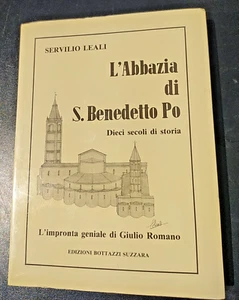 SERVILIO LEALI
L'Abbazia
di
S. Benedetto Po
Dieci secoli di storia
L'impronta geniale di Giulio Romano
EDIZIONI BOTTAZZI SUZZARA